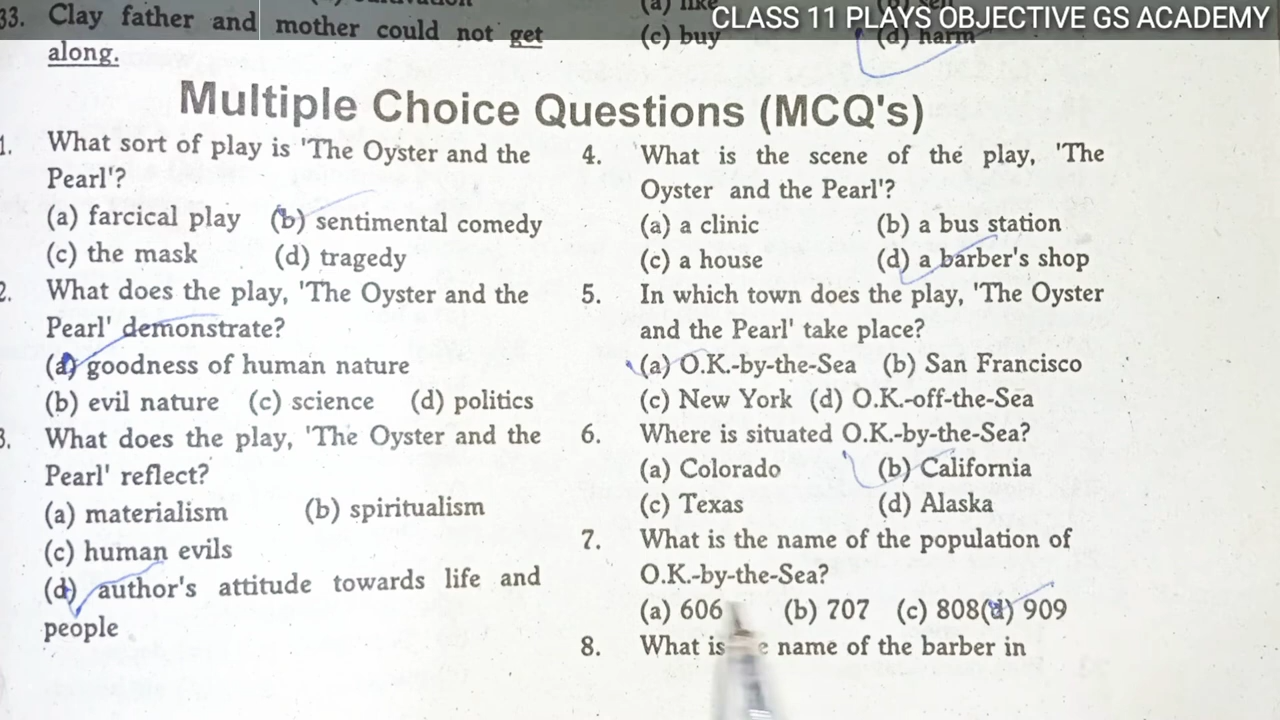 CLASS 11 PLAYS OBJECTIVE GS ACADEMY
33. Clay father and mother could not get
along.
(a) like (b) sell
(c) buy (d) harm
Multiple Choice Questions (MCQ's)
1. What sort of play is 'The Oyster and the
Pearl'?
(a) farcical play (b) sentimental comedy
(c) the mask (d) tragedy
2. What does the play, 'The Oyster and the
Pearl' demonstrate?
(a) goodness of human nature
(b) evil nature (c) science (d) politics
3. What does the play, 'The Oyster and the
Pearl' reflect?
(a) materialism (b) spiritualism
(c) human evils
(d) author's attitude towards life and
people
4. What is the scene of the play, 'The
Oyster and the Pearl'?
(a) a clinic (b) a bus station
(c) a house (d) a barber's shop
5. In which town does the play, 'The Oyster
and the Pearl' take place?
(a) O.K.-by-the-Sea (b) San Francisco
(c) New York (d) O.K.-off-the-Sea
6. Where is situated O.K.-by-the-Sea?
(a) Colorado (b) California
(c) Texas (d) Alaska
7. What is the name of the population of
O.K.-by-the-Sea?
(a) 606 (b) 707 (c) 808(d) 909
8. What is name of the barber in